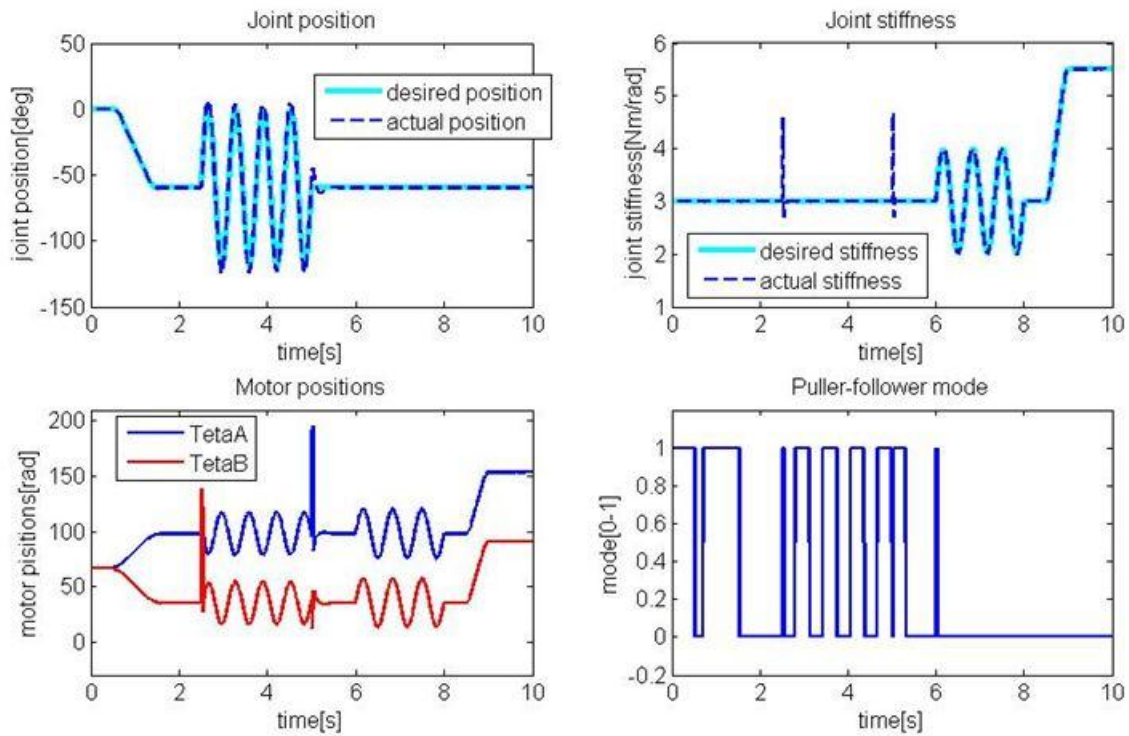 Joint position
50
0
-50
-100
-150
joint position[deg]
desired position
actual position
0 2 4 6 8 10
time[s]
Joint stiffness
6
5
4
3
2
1
joint stiffness[Nm/rad]
desired stiffness
actual stiffness
0 2 4 6 8 10
time[s]
Motor positions
200
150
100
50
0
motor pisitions[rad]
TetaA
TetaB
0 2 4 6 8 10
time[s]
Puller-follower mode
1
0.8
0.6
0.4
0.2
0
-0.2
mode[0-1]
0 2 4 6 8 10
time[s]